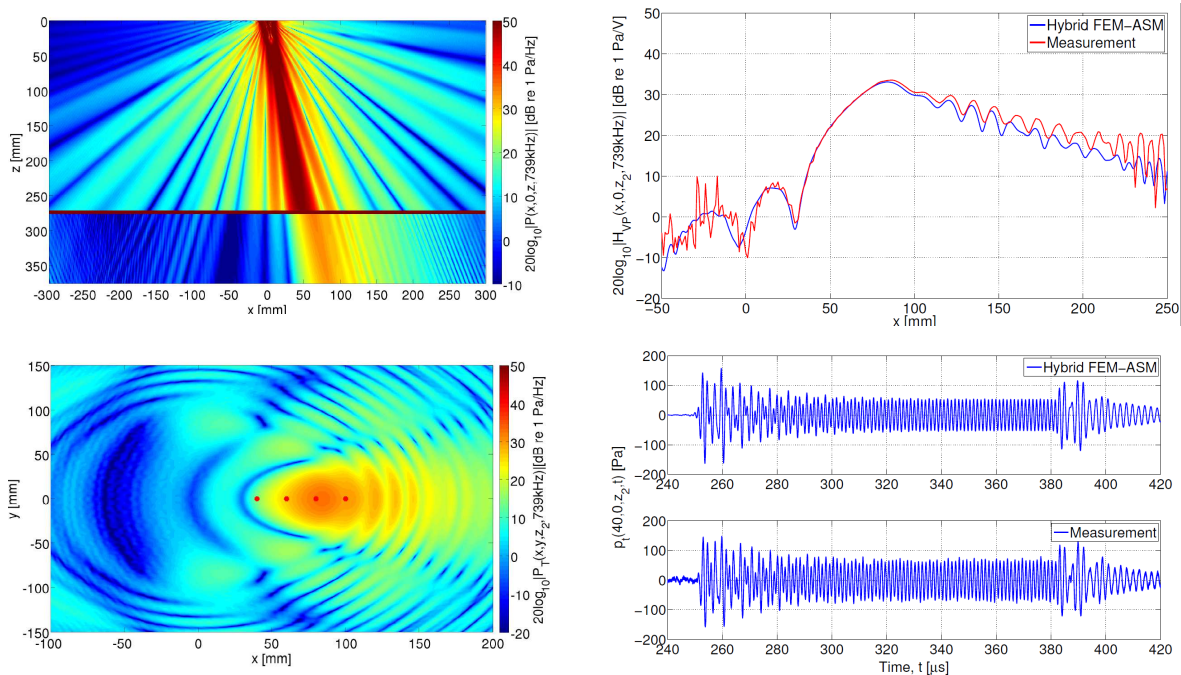 0
50
100
150
200
250
300
350
z [mm]
-300 -250 -200 -150 -100 -50 0 50 100 150 200 250 300
x [mm]
50
40
30
20
10
0
-10
20log10|P(x,0,z,739kHz)| [dB re 1 Pa/Hz]
50
40
30
20
10
0
−10
−20
20log10|HVP(x,0,z2,739kHz)| [dB re 1 Pa/V]
−50 0 50 100 150 200 250
x [mm]
Hybrid FEM−ASM
Measurement
150
100
50
0
-50
-100
-150
y [mm]
-100 -50 0 50 100 150 200
x [mm]
50
40
30
20
10
0
-10
-20
20log10|PT(x,y,z2,739kHz)|[dB re 1 Pa/Hz]
200
100
0
−100
−200
240 260 280 300 320 340 360 380 400 420
Hybrid FEM−ASM
pt(40,0,z2,t) [Pa]
200
100
0
−100
−200
240 260 280 300 320 340 360 380 400 420
Measurement
Time, t [μs]